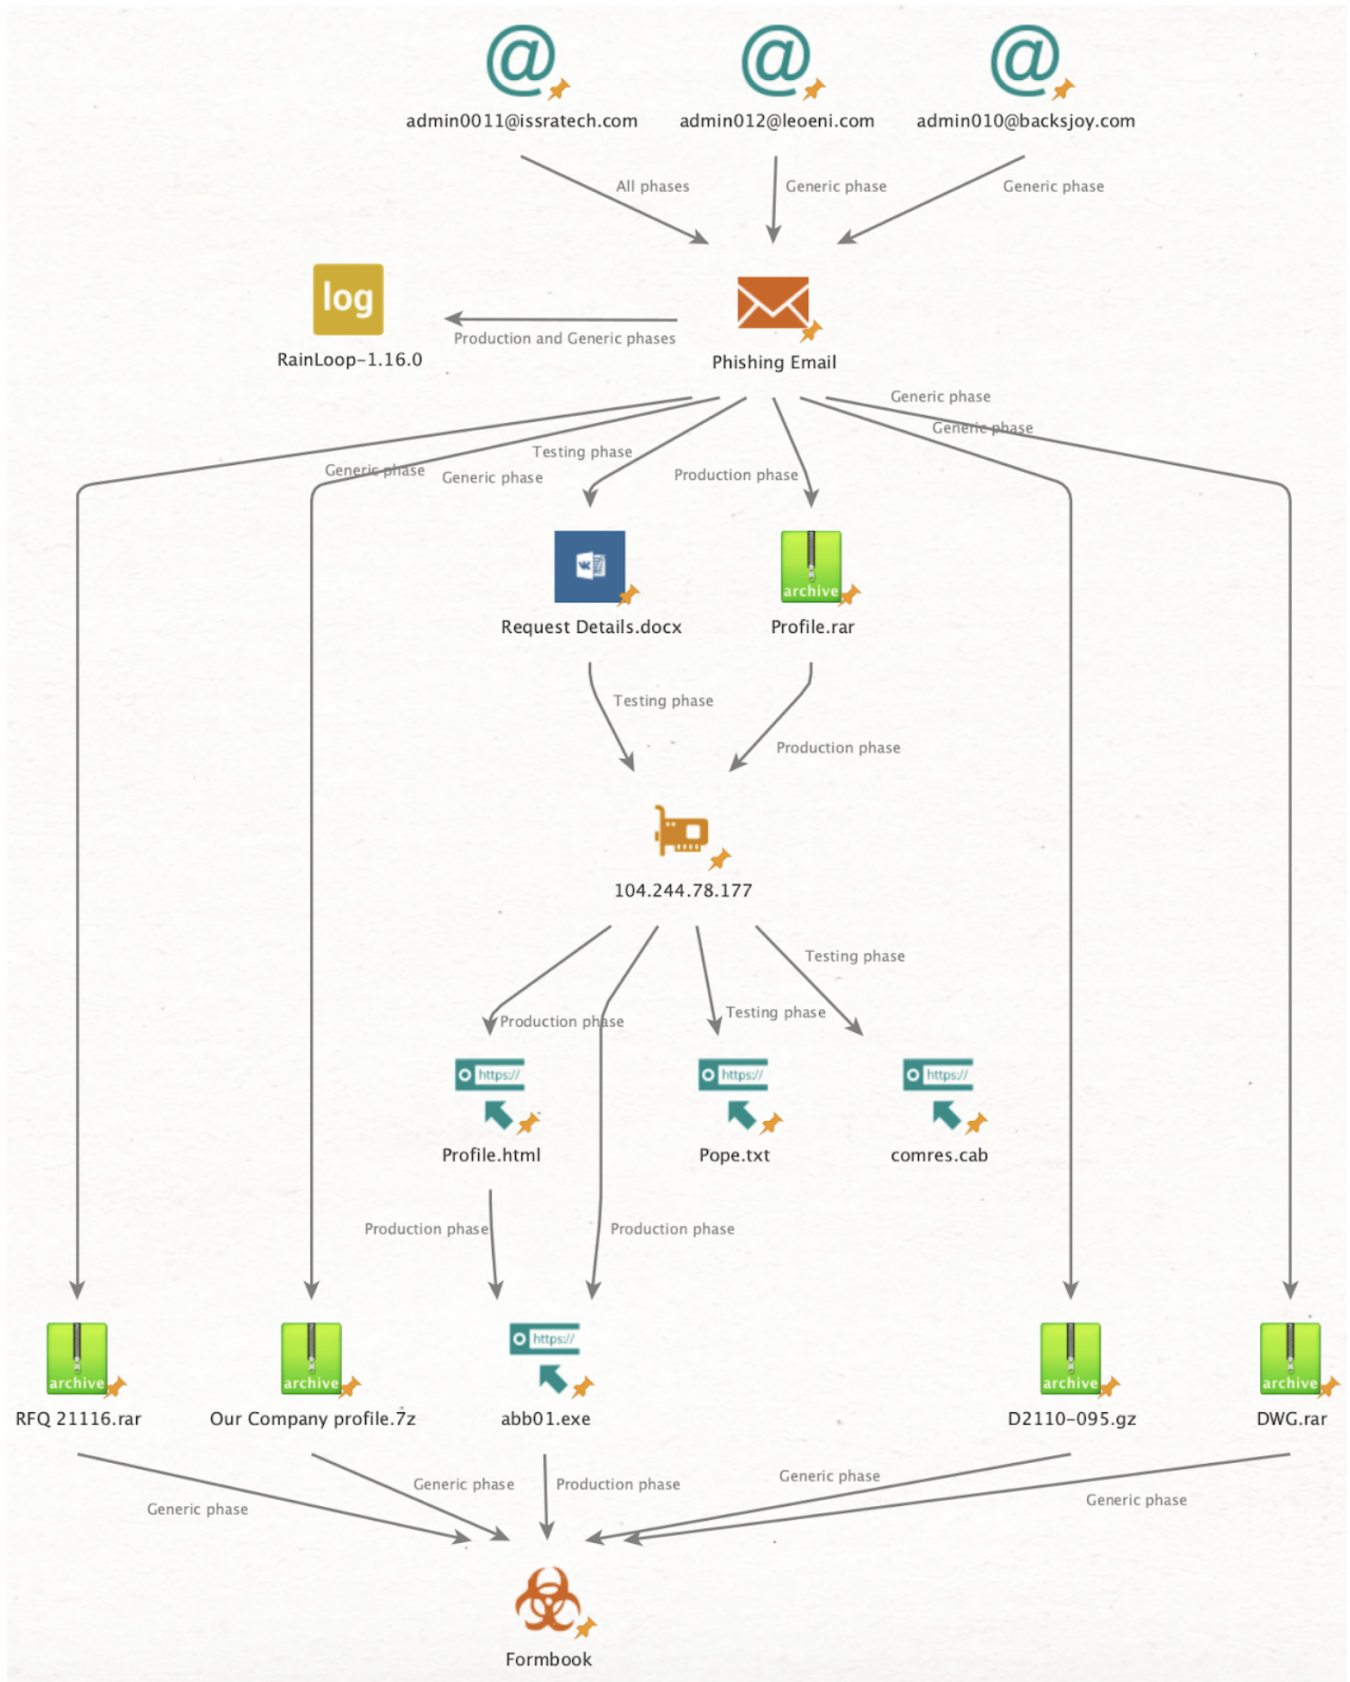 @ @ @
admin0011@issratech.com admin012@leoeni.com admin010@backsjoy.com
All phases Generic phase Generic phase
log
Production and Generic phases
RainLoop-1.16.0 Phishing Email
Generic phase
Generic phase
Testing phase
Generic phase Generic phase Production phase
archive
Request Details.docx Profile.rar
Testing phase
Production phase
104.244.78.177
Testing phase
Testing phase
Production phase
https:// https:// https://
Profile.html Pope.txt comres.cab
Production phase Production phase
https://
archive archive archive archive
RFQ 21116.rar Our Company profile.7z abb01.exe D2110-095.gz DWG.rar
Generic phase
Generic phase Production phase
Generic phase Generic phase
Formbook